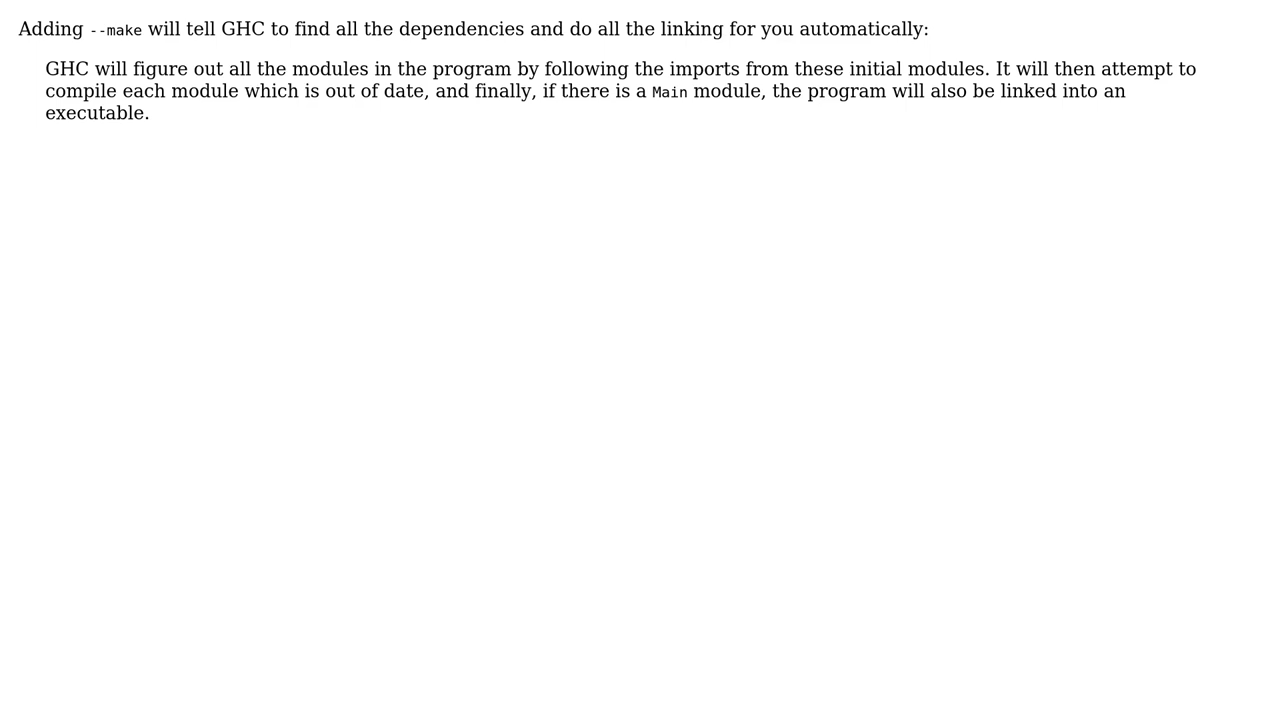 Adding --make will tell GHC to find all the dependencies and do all the linking for you automatically:
GHC will figure out all the modules in the program by following the imports from these initial modules. It will then attempt to
compile each module which is out of date, and finally, if there is a Main module, the program will also be linked into an
executable.